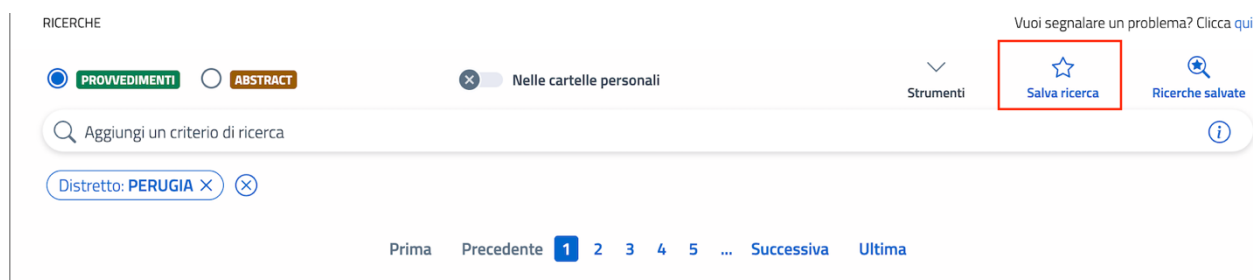 RICERCHE
Vuoi segnalare un problema? Clicca qui
PROVVEDIMENTI ABSTRACT Nelle cartelle personali Strumenti Salva ricerca Ricerche salvate
Aggiungi un criterio di ricerca
Distretto: PERUGIA
Prima Precedente 1 2 3 4 5 ... Successiva Ultima